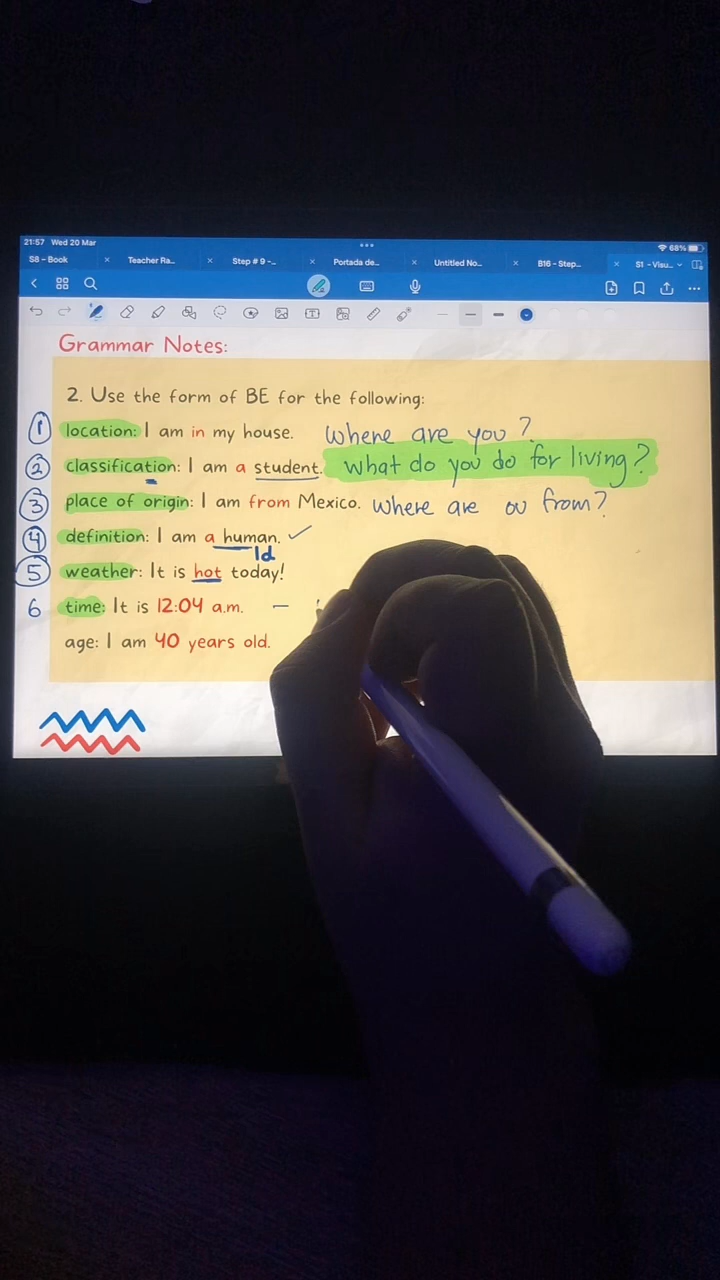 21:57 Wed 20 Mar
68%
S8 - Book
Teacher Ra...
Step # 9 -...
Portada de...
Untitled No...
B16 - Step...
S1 - Visu...
Grammar Notes:
2. Use the form of BE for the following:
1 location: I am in my house. Where are you?
2 classification: I am a student. What do you do for living?
3 place of origin: I am from Mexico. Where are ou from?
4 definition: I am a human. ✓
Id
5 weather: It is hot today!
6 time: It is 12:04 a.m. –
age: I am 40 years old.